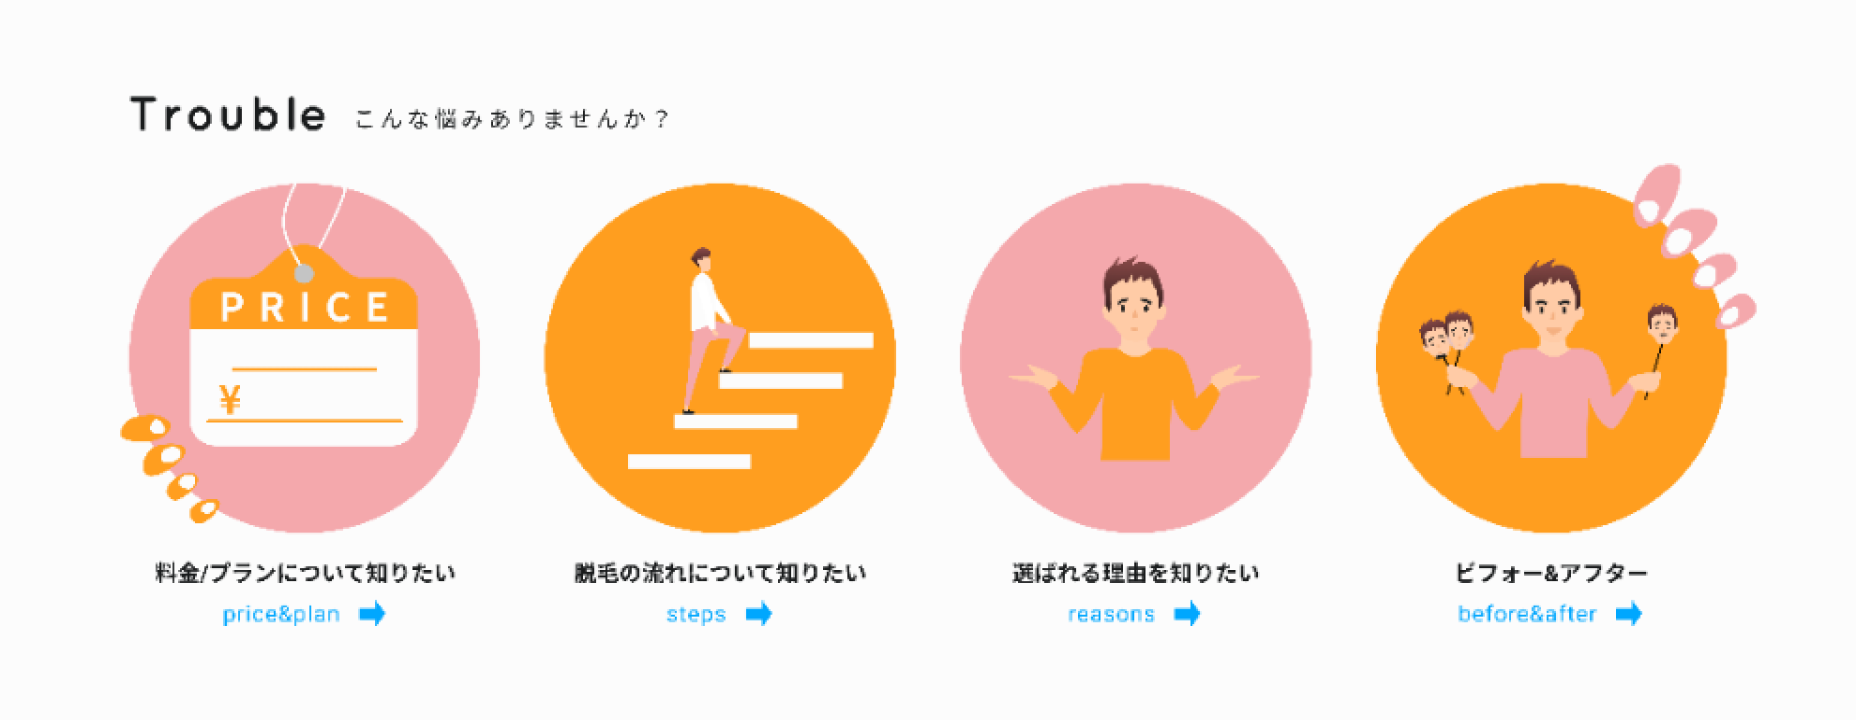 Trouble こんな悩みありませんか？
PRICE
¥
料金/プランについて知りたい
price&plan
脱毛の流れについて知りたい
steps
選ばれる理由を知りたい
reasons
ビフォー&アフター
before&after